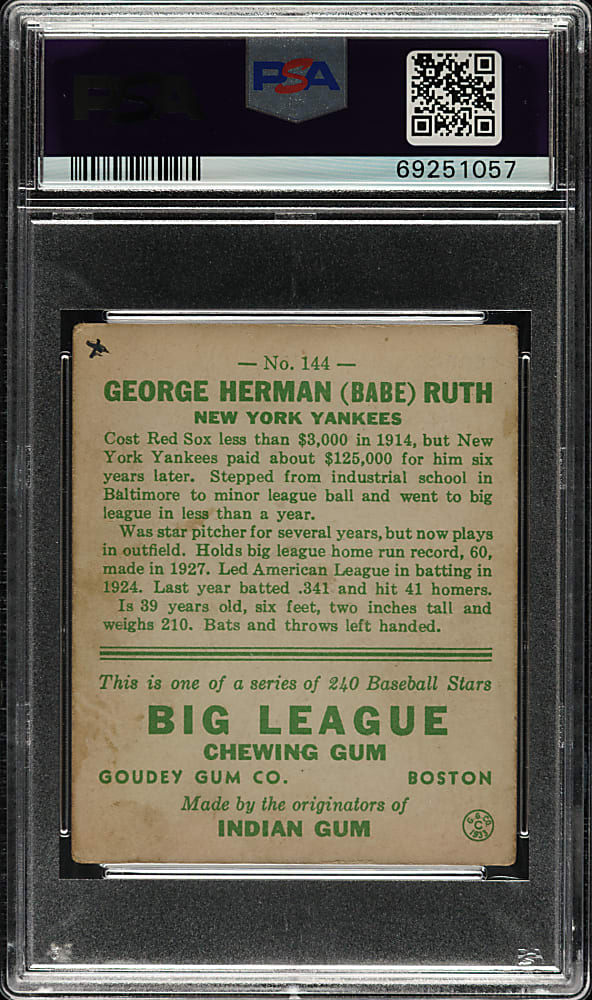 PSA
PSA
69251057
— No. 144 —
GEORGE HERMAN (BABE) RUTH
NEW YORK YANKEES
Cost Red Sox less than $3,000 in 1914, but New
York Yankees paid about $125,000 for him six
years later. Stepped from industrial school in
Baltimore to minor league ball and went to big
league in less than a year.
Was star pitcher for several years, but now plays
in outfield. Holds big league home run record, 60,
made in 1927. Led American League in batting in
1924. Last year batted .341 and hit 41 homers.
Is 39 years old, six feet, two inches tall and
weighs 210. Bats and throws left handed.
This is one of a series of 240 Baseball Stars
BIG LEAGUE
CHEWING GUM
GOUDEY GUM CO. BOSTON
Made by the originators of
INDIAN GUM
G. G. CO.
C
1933